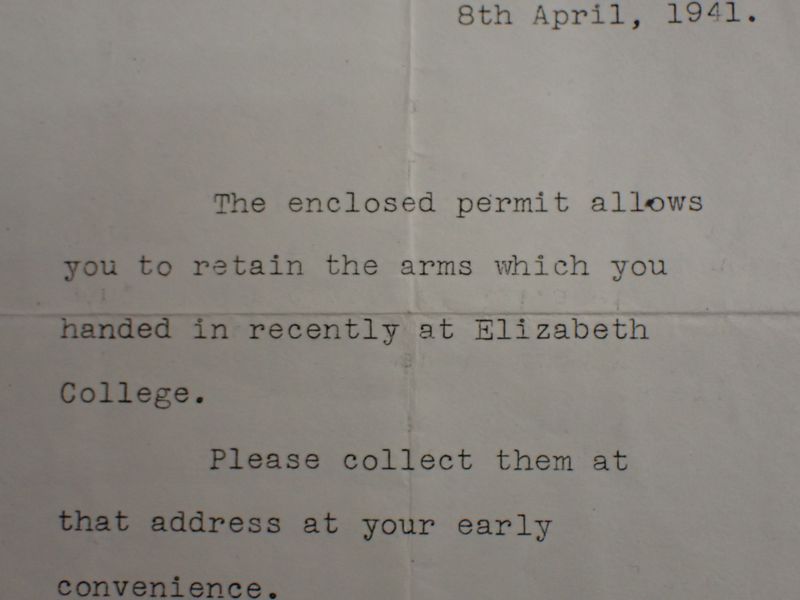 8th April, 1941.
The enclosed permit allows
you to retain the arms which you
handed in recently at Elizabeth
College.
Please collect them at
that address at your early
convenience.